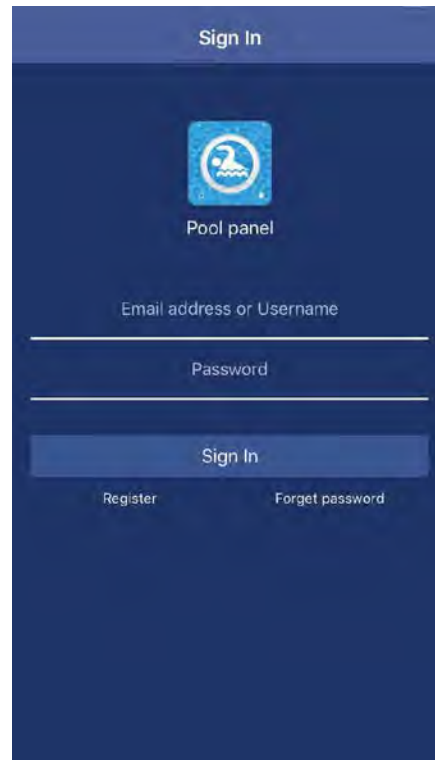 Sign In
Pool panel
Email address or Username
Password
Sign In
Register Forget password